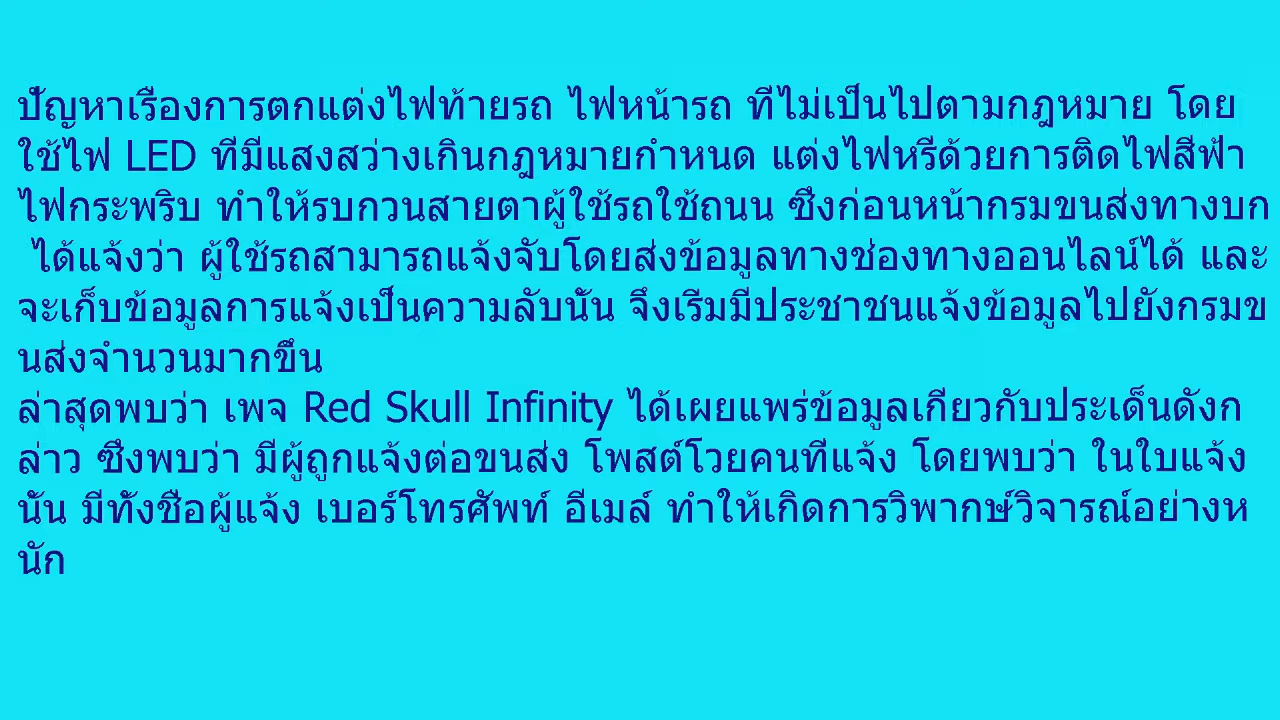 ปัญหาเรื่องการตกแต่งไฟท้ายรถ ไฟหน้ารถ ที่ไม่เป็นไปตามกฎหมาย โดย
ใช้ไฟ LED ที่มีแสงสว่างเกินกฎหมายกำหนด แต่งไฟหรี่ด้วยการติดไฟสีฟ้า
ไฟกระพริบ ทำให้รบกวนสายตาผู้ใช้รถใช้ถนน ซึ่งก่อนหน้ากรมขนส่งทางบก
ได้แจ้งว่า ผู้ใช้รถสามารถแจ้งจับโดยส่งข้อมูลทางช่องทางออนไลน์ได้ และ
จะเก็บข้อมูลการแจ้งเป็นความลับนั้น จึงเริ่มมีประชาชนแจ้งข้อมูลไปยังกรมข
นส่งจำนวนมากขึ้น
ล่าสุดพบว่า เพจ Red Skull Infinity ได้เผยแพร่ข้อมูลเกี่ยวกับประเด็นดังก
ล่าว ซึ่งพบว่า มีผู้ถูกแจ้งต่อขนส่ง โพสต์โวยคนที่แจ้ง โดยพบว่า ในใบแจ้ง
นั้น มีทั้งชื่อผู้แจ้ง เบอร์โทรศัพท์ อีเมล์ ทำให้เกิดการวิพากษ์วิจารณ์อย่างห
นัก